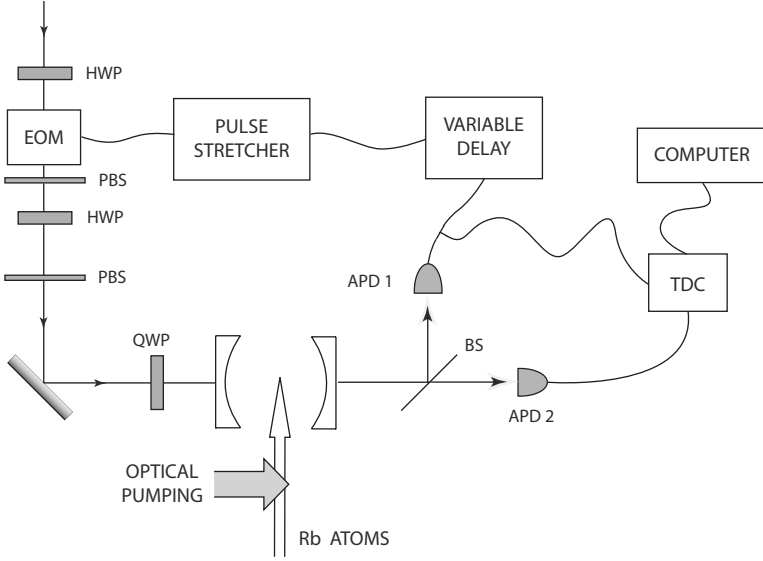 HWP
EOM
PULSE
STRETCHER
VARIABLE
DELAY
COMPUTER
PBS
HWP
PBS
APD 1
TDC
QWP
BS
APD 2
OPTICAL
PUMPING
Rb ATOMS